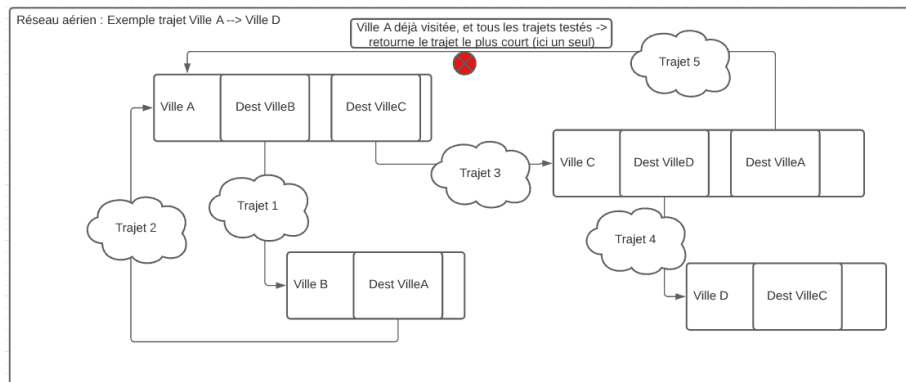 Réseau aérien : Exemple trajet Ville A --> Ville D
Ville A déjà visitée, et tous les trajets testés ->
retourne le trajet le plus court (ici un seul)
Trajet 5
Ville A
Dest VilleB
Dest VilleC
Trajet 3
Ville C
Dest VilleD
Dest VilleA
Trajet 2
Trajet 1
Trajet 4
Ville B
Dest VilleA
Ville D
Dest VilleC